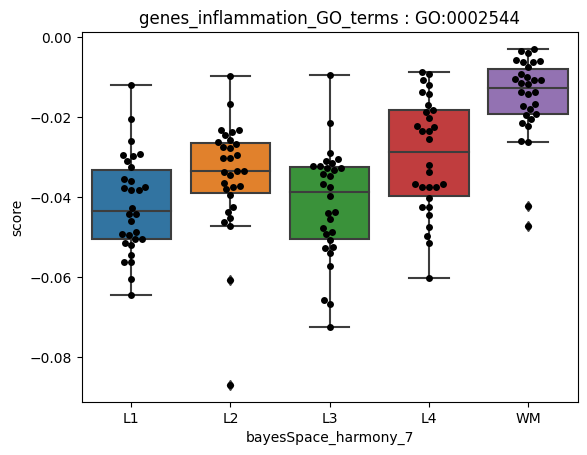 genes_inflammation_GO_terms : GO:0002544
0.00
−0.02
−0.04
−0.06
−0.08
score
L1 L2 L3 L4 WM
bayesSpace_harmony_7